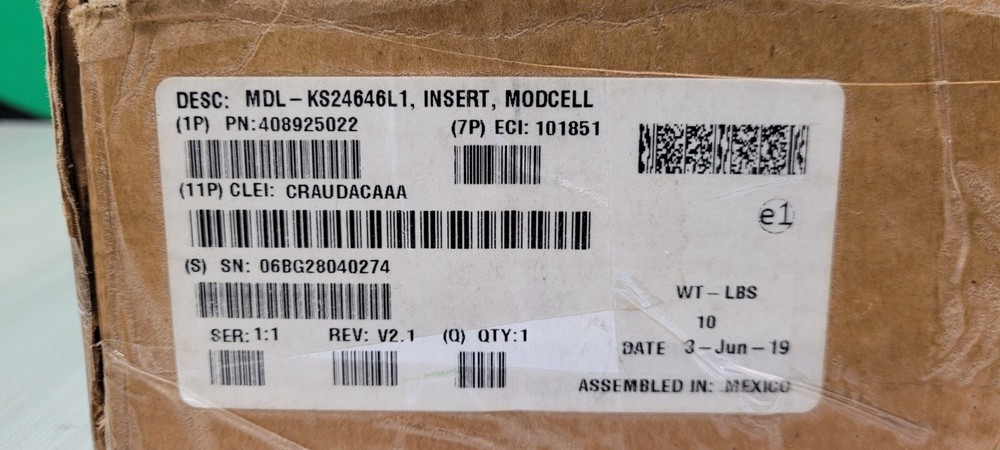 DESC: MDL-KS24646L1, INSERT, MODCELL
(1P) PN:408925022
(7P) ECI: 101851
(11P) CLEI: CRAUDACAAA
e1
(S) SN: 06BG28040274
WT-LBS
10
SER: 1:1 REV: V2.1 (Q) QTY:1
DATE 3-Jun-19
ASSEMBLED IN: MEXICO